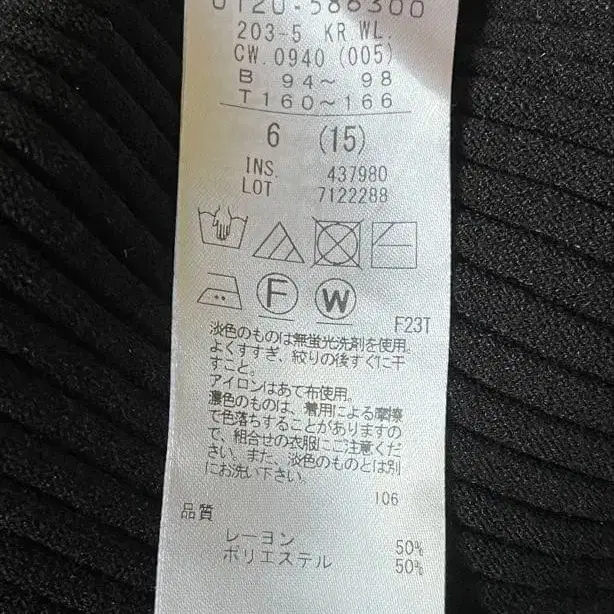 0120-586300
203-5 KR.WL.
CW.0940 (005)
B 94〜 98
T160〜166
6 (15)
INS. 437980
LOT 7122288
F W
F23T
淡色のものは無蛍光洗剤を使用。
よくすすぎ、絞りの後すぐに干
すこと。
アイロンはあて布使用。
濃色のものは、着用による摩擦
で色落ちすることがありますの
で、組合せの衣服にご注意くだ
さい。また、淡色のものとは別
にお洗い下さい。
106
品質
レーヨン 50%
ポリエステル 50%